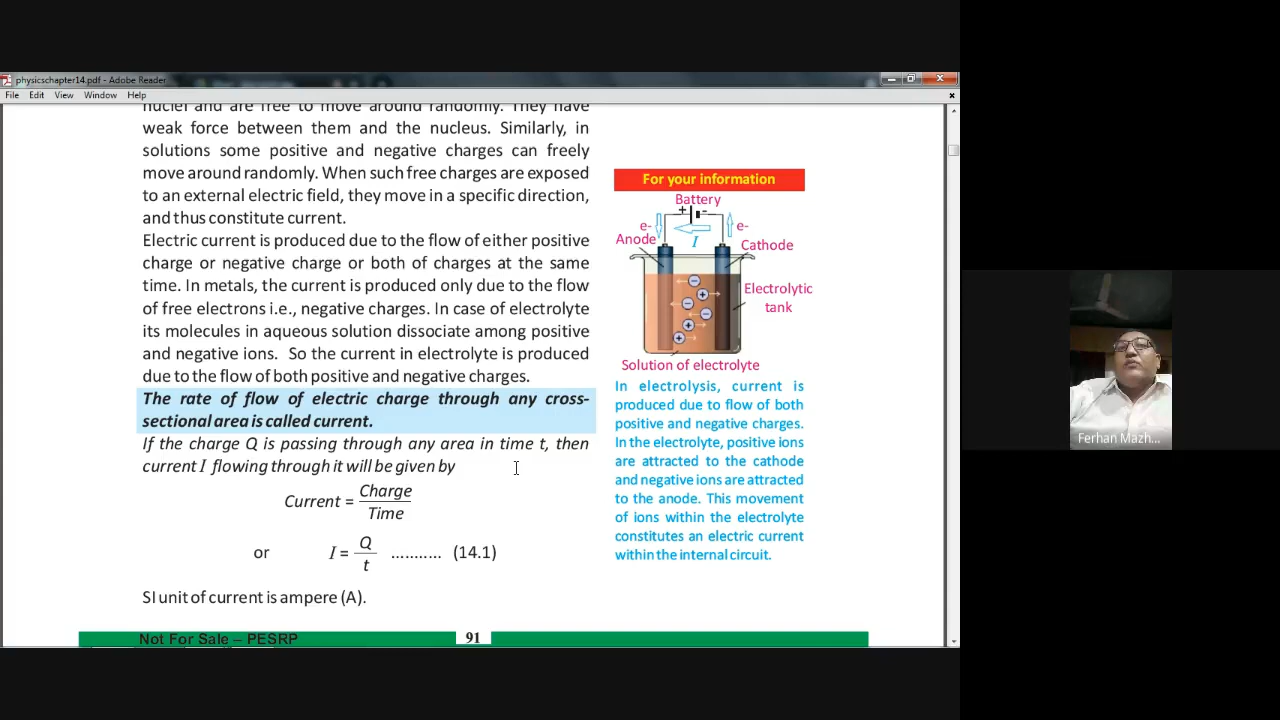 physicschapter14.pdf - Adobe Reader
File Edit View Window Help
nuclei and are free to move around randomly. They have
weak force between them and the nucleus. Similarly, in
solutions some positive and negative charges can freely
move around randomly. When such free charges are exposed
to an external electric field, they move in a specific direction,
and thus constitute current.
Electric current is produced due to the flow of either positive
charge or negative charge or both of charges at the same
time. In metals, the current is produced only due to the flow
of free electrons i.e., negative charges. In case of electrolyte
its molecules in aqueous solution dissociate among positive
and negative ions. So the current in electrolyte is produced
due to the flow of both positive and negative charges.
The rate of flow of electric charge through any cross-
sectional area is called current.
If the charge Q is passing through any area in time t, then
current I flowing through it will be given by
Current = Charge
Time
or I = Q
t ........... (14.1)
SI unit of current is ampere (A).
For your information
Battery
+ -
e- e-
Anode I Cathode
Electrolytic
tank
Solution of electrolyte
In electrolysis, current is
produced due to flow of both
positive and negative charges.
In the electrolyte, positive ions
are attracted to the cathode
and negative ions are attracted
to the anode. This movement
of ions within the electrolyte
constitutes an electric current
within the internal circuit.
Not For Sale – PESRP 91
Ferhan Mazh...